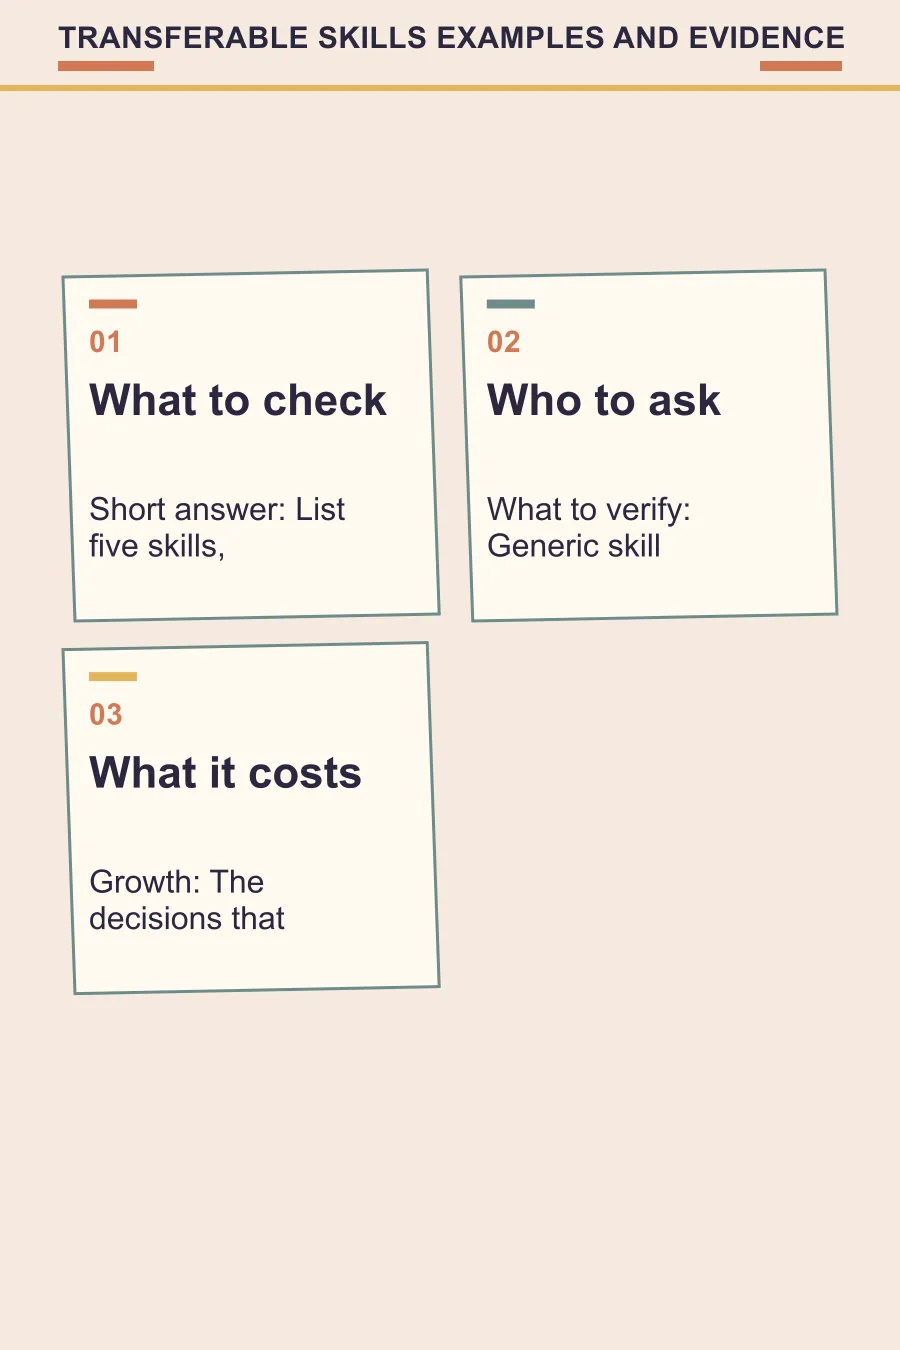 TRANSFERABLE SKILLS EXAMPLES AND EVIDENCE
01
What to check
Short answer: List
five skills,
02
Who to ask
What to verify:
Generic skill
03
What it costs
Growth: The
decisions that